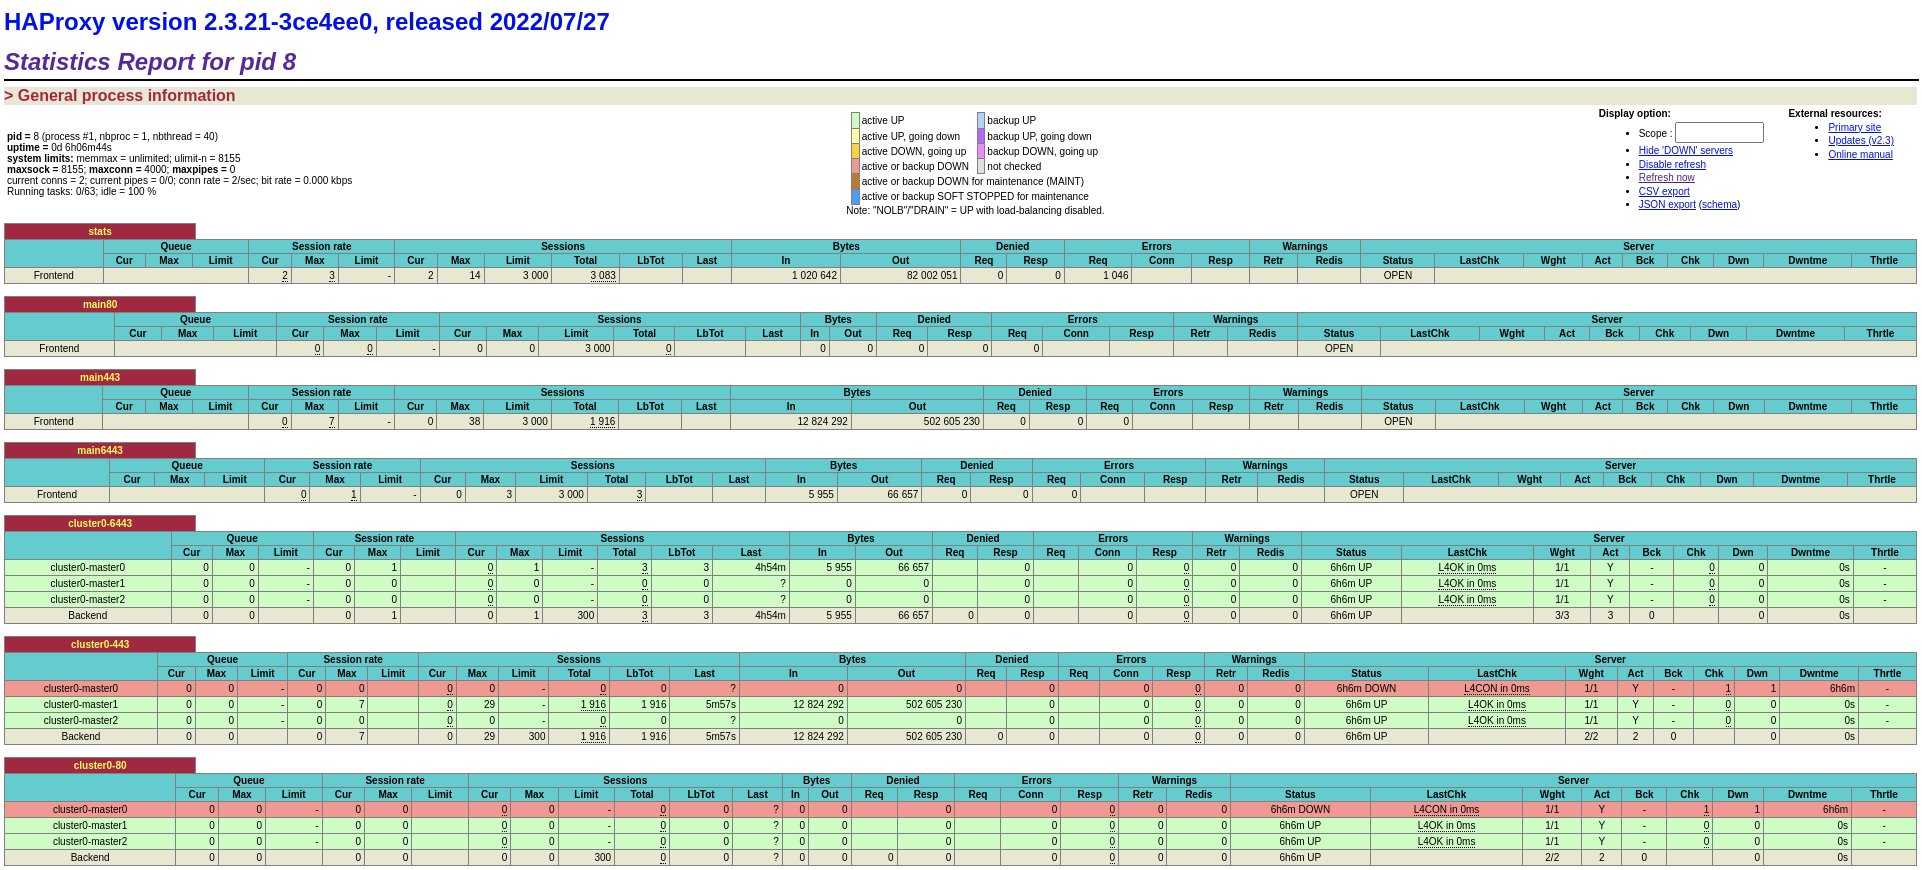 HAProxy version 2.3.21-3ce4ee0, released 2022/07/27
Statistics Report for pid 8
> General process information
pid = 8 (process #1, nbproc = 1, nbthread = 40)
uptime = 0d 6h06m44s
system limits: memmax = unlimited; ulimit-n = 8155
maxsock = 8155; maxconn = 4000; maxpipes = 0
current conns = 2; current pipes = 0/0; conn rate = 2/sec; bit rate = 0.000 kbps
Running tasks: 0/63; idle = 100 %
active UP backup UP
active UP, going down backup UP, going down
active DOWN, going up backup DOWN, going up
active or backup DOWN not checked
active or backup DOWN for maintenance (MAINT)
active or backup SOFT STOPPED for maintenance
Note: "NOLB"/"DRAIN" = UP with load-balancing disabled.
Display option:
Scope :
Hide 'DOWN' servers
Disable refresh
Refresh now
CSV export
JSON export (schema)
External resources:
Primary site
Updates (v2.3)
Online manual
stats
Queue Session rate Sessions Bytes Denied Errors Warnings Server
Cur Max Limit Cur Max Limit Cur Max Limit Total LbTot Last In Out Req Resp Req Conn Resp Retr Redis Status LastChk Wght Act Bck Chk Dwn Dwntme Thrtle
Frontend 2 3 - 2 14 3 000 3 083 1 020 642 82 002 051 0 0 1 046 OPEN
main80
Queue Session rate Sessions Bytes Denied Errors Warnings Server
Cur Max Limit Cur Max Limit Cur Max Limit Total LbTot Last In Out Req Resp Req Conn Resp Retr Redis Status LastChk Wght Act Bck Chk Dwn Dwntme Thrtle
Frontend 0 0 - 0 0 3 000 0 0 0 0 0 0 OPEN
main443
Queue Session rate Sessions Bytes Denied Errors Warnings Server
Cur Max Limit Cur Max Limit Cur Max Limit Total LbTot Last In Out Req Resp Req Conn Resp Retr Redis Status LastChk Wght Act Bck Chk Dwn Dwntme Thrtle
Frontend 0 7 - 0 38 3 000 1 916 12 824 292 502 605 230 0 0 0 OPEN
main6443
Queue Session rate Sessions Bytes Denied Errors Warnings Server
Cur Max Limit Cur Max Limit Cur Max Limit Total LbTot Last In Out Req Resp Req Conn Resp Retr Redis Status LastChk Wght Act Bck Chk Dwn Dwntme Thrtle
Frontend 0 1 - 0 3 3 000 3 5 955 66 657 0 0 0 OPEN
cluster0-6443
Queue Session rate Sessions Bytes Denied Errors Warnings Server
Cur Max Limit Cur Max Limit Cur Max Limit Total LbTot Last In Out Req Resp Req Conn Resp Retr Redis Status LastChk Wght Act Bck Chk Dwn Dwntme Thrtle
cluster0-master0 0 0 - 0 1 0 1 - 3 3 4h54m 5 955 66 657 0 0 0 0 0 6h6m UP L4OK in 0ms 1/1 Y - 0 0 0s -
cluster0-master1 0 0 - 0 0 0 0 - 0 0 ? 0 0 0 0 0 0 0 6h6m UP L4OK in 0ms 1/1 Y - 0 0 0s -
cluster0-master2 0 0 - 0 0 0 0 - 0 0 ? 0 0 0 0 0 0 0 6h6m UP L4OK in 0ms 1/1 Y - 0 0 0s -
Backend 0 0 0 1 0 1 300 3 3 4h54m 5 955 66 657 0 0 0 0 0 0 6h6m UP 3/3 3 0 0 0s
cluster0-443
Queue Session rate Sessions Bytes Denied Errors Warnings Server
Cur Max Limit Cur Max Limit Cur Max Limit Total LbTot Last In Out Req Resp Req Conn Resp Retr Redis Status LastChk Wght Act Bck Chk Dwn Dwntme Thrtle
cluster0-master0 0 0 - 0 0 0 0 - 0 0 ? 0 0 0 0 0 0 0 6h6m DOWN L4CON in 0ms 1/1 Y - 1 1 6h6m -
cluster0-master1 0 0 - 0 7 0 29 - 1 916 1 916 5m57s 12 824 292 502 605 230 0 0 0 0 0 6h6m UP L4OK in 0ms 1/1 Y - 0 0 0s -
cluster0-master2 0 0 - 0 0 0 0 - 0 0 ? 0 0 0 0 0 0 0 6h6m UP L4OK in 0ms 1/1 Y - 0 0 0s -
Backend 0 0 0 7 0 29 300 1 916 1 916 5m57s 12 824 292 502 605 230 0 0 0 0 0 0 6h6m UP 2/2 2 0 0 0s
cluster0-80
Queue Session rate Sessions Bytes Denied Errors Warnings Server
Cur Max Limit Cur Max Limit Cur Max Limit Total LbTot Last In Out Req Resp Req Conn Resp Retr Redis Status LastChk Wght Act Bck Chk Dwn Dwntme Thrtle
cluster0-master0 0 0 - 0 0 0 0 - 0 0 ? 0 0 0 0 0 0 0 6h6m DOWN L4CON in 0ms 1/1 Y - 1 1 6h6m -
cluster0-master1 0 0 - 0 0 0 0 - 0 0 ? 0 0 0 0 0 0 0 6h6m UP L4OK in 0ms 1/1 Y - 0 0 0s -
cluster0-master2 0 0 - 0 0 0 0 - 0 0 ? 0 0 0 0 0 0 0 6h6m UP L4OK in 0ms 1/1 Y - 0 0 0s -
Backend 0 0 0 0 0 0 300 0 0 ? 0 0 0 0 0 0 0 0 6h6m UP 2/2 2 0 0 0s